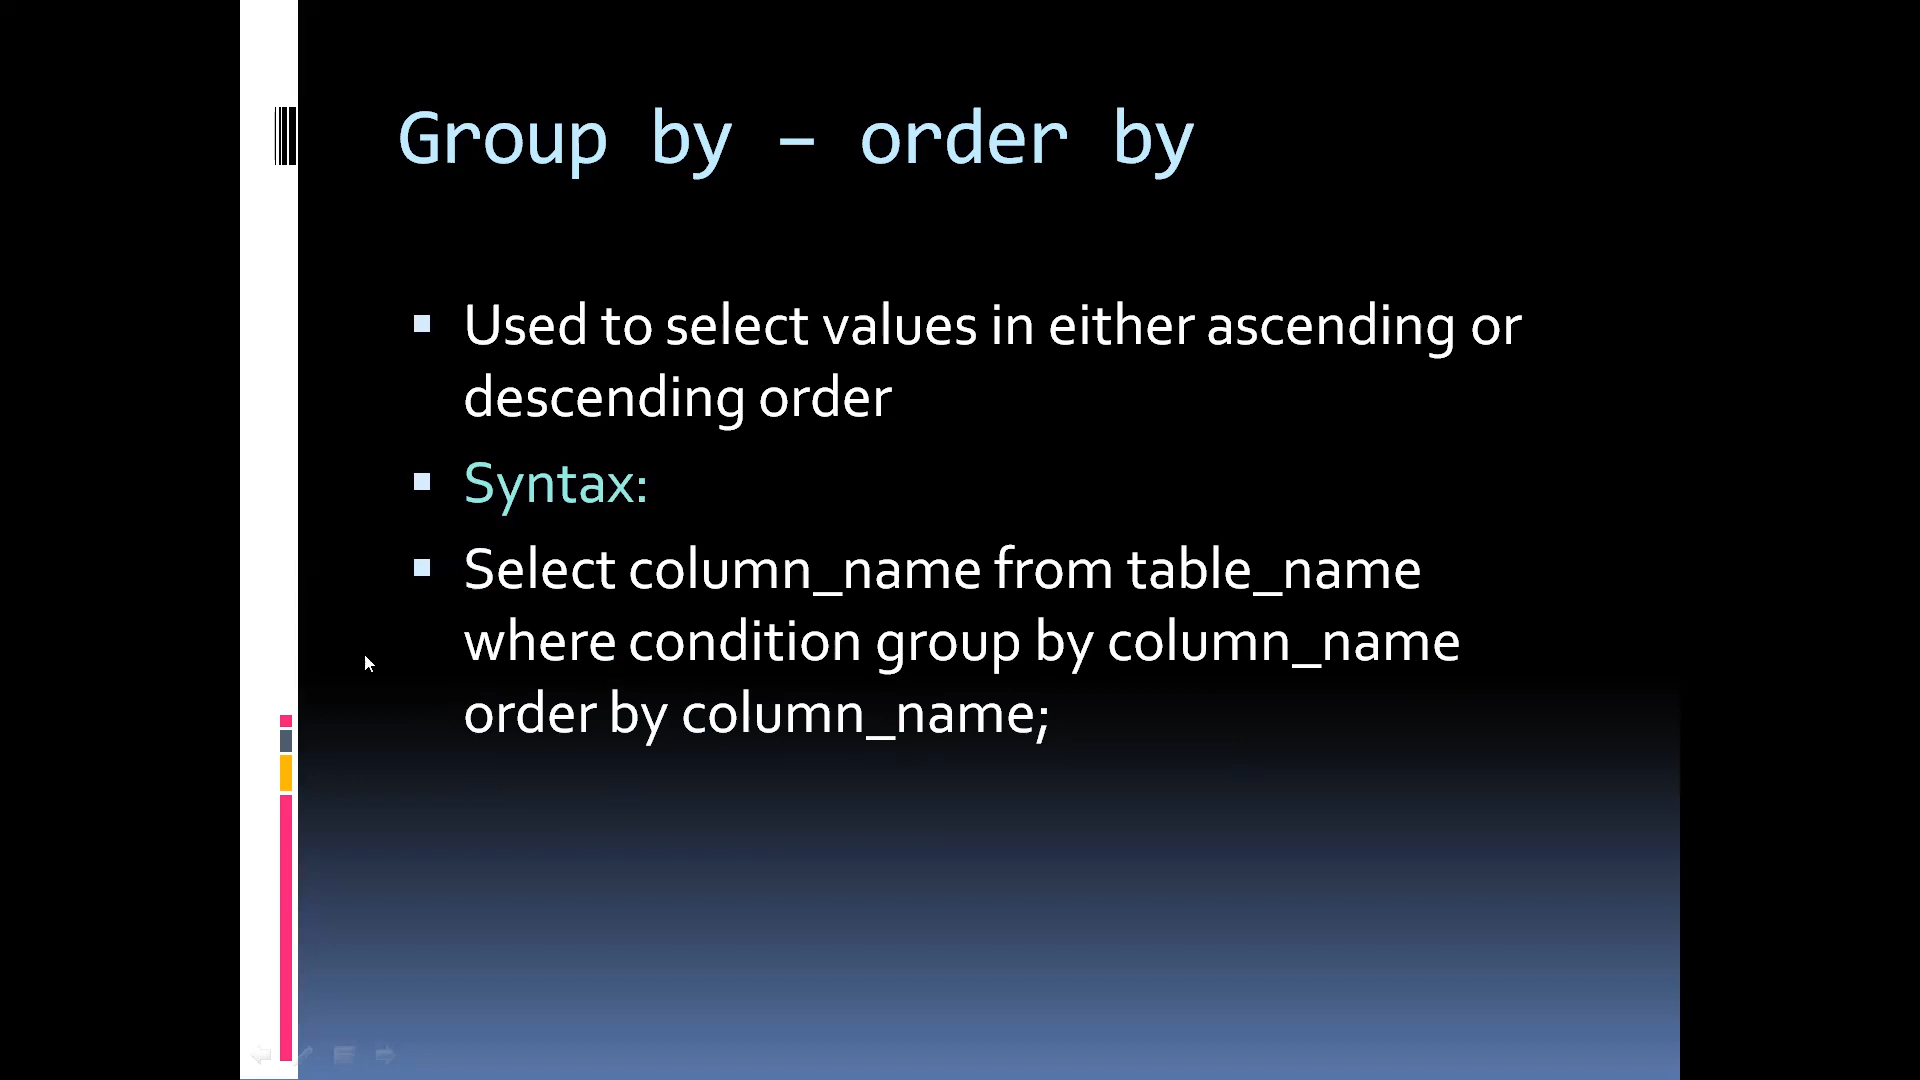 Group by – order by
Used to select values in either ascending or
descending order
Syntax:
Select column_name from table_name
where condition group by column_name
order by column_name;